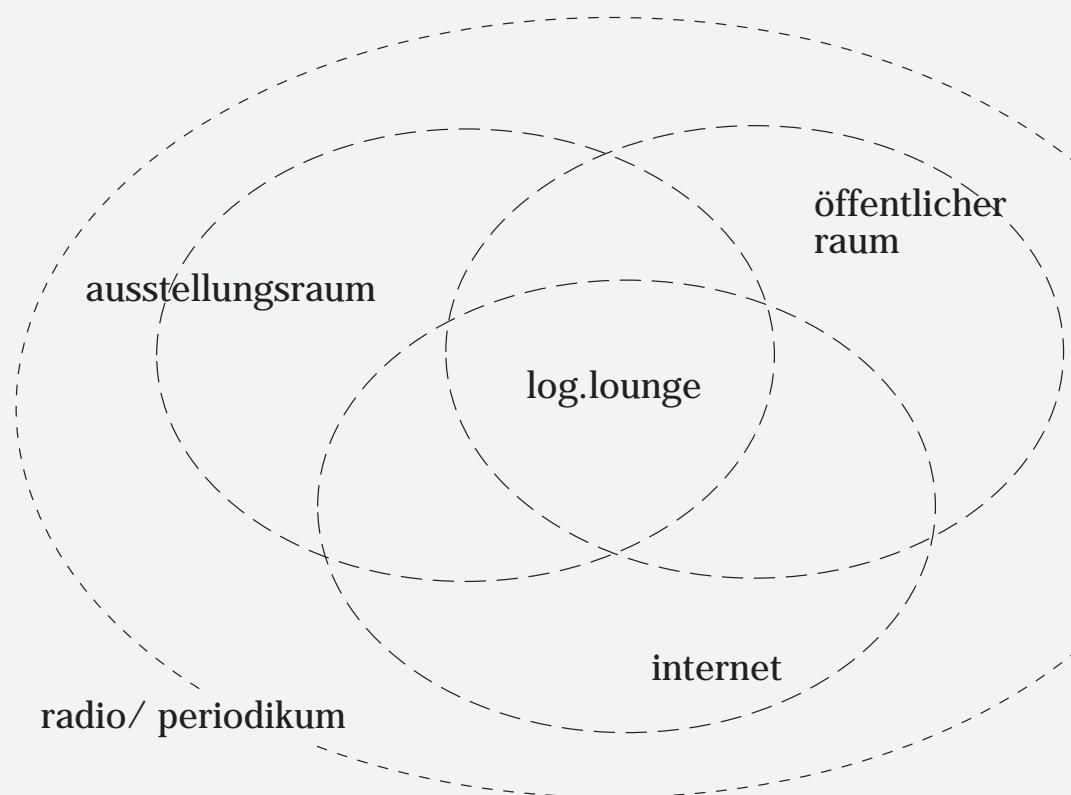 öffentlicher
raum
ausstellungsraum
log.lounge
internet
radio/ periodikum